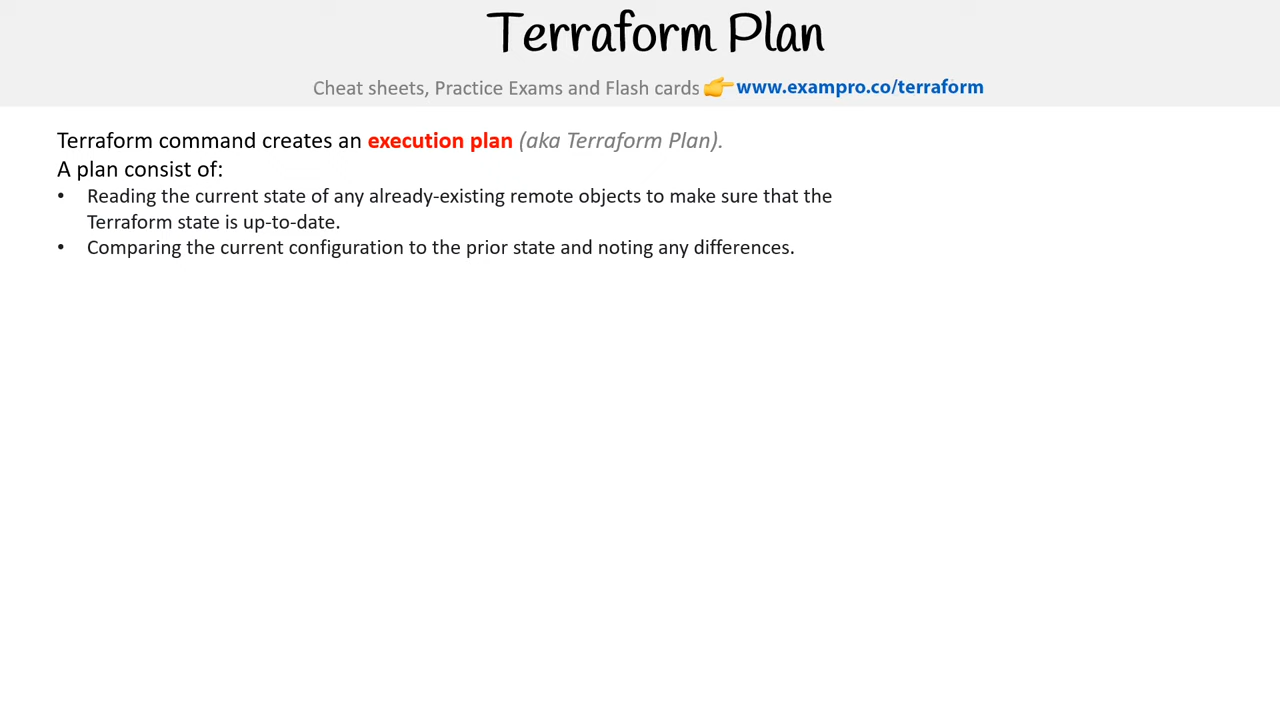 Terraform Plan
Cheat sheets, Practice Exams and Flash cards 👉 www.exampro.co/terraform
Terraform command creates an execution plan (aka Terraform Plan).
A plan consist of:
• Reading the current state of any already-existing remote objects to make sure that the
Terraform state is up-to-date.
• Comparing the current configuration to the prior state and noting any differences.